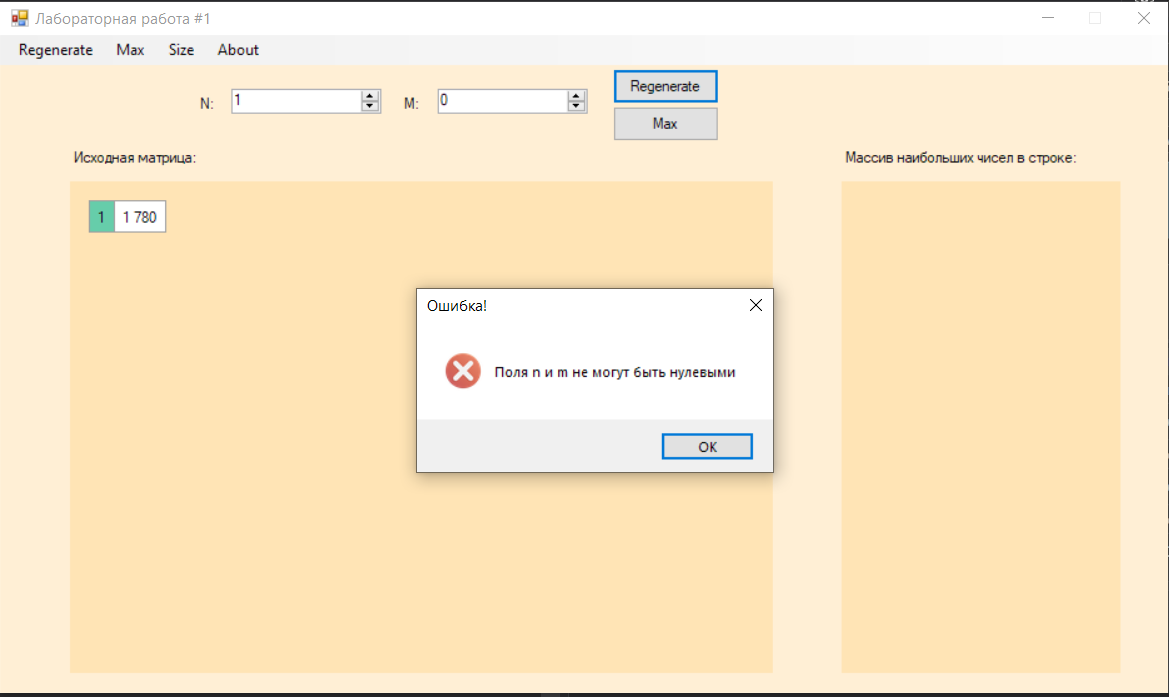 Лабораторная работа #1
Regenerate Max Size About
N: 1 M: 0 Regenerate
Max
Исходная матрица: Массив наибольших чисел в строке:
1 1 780
Ошибка!
Поля n и m не могут быть нулевыми
OK